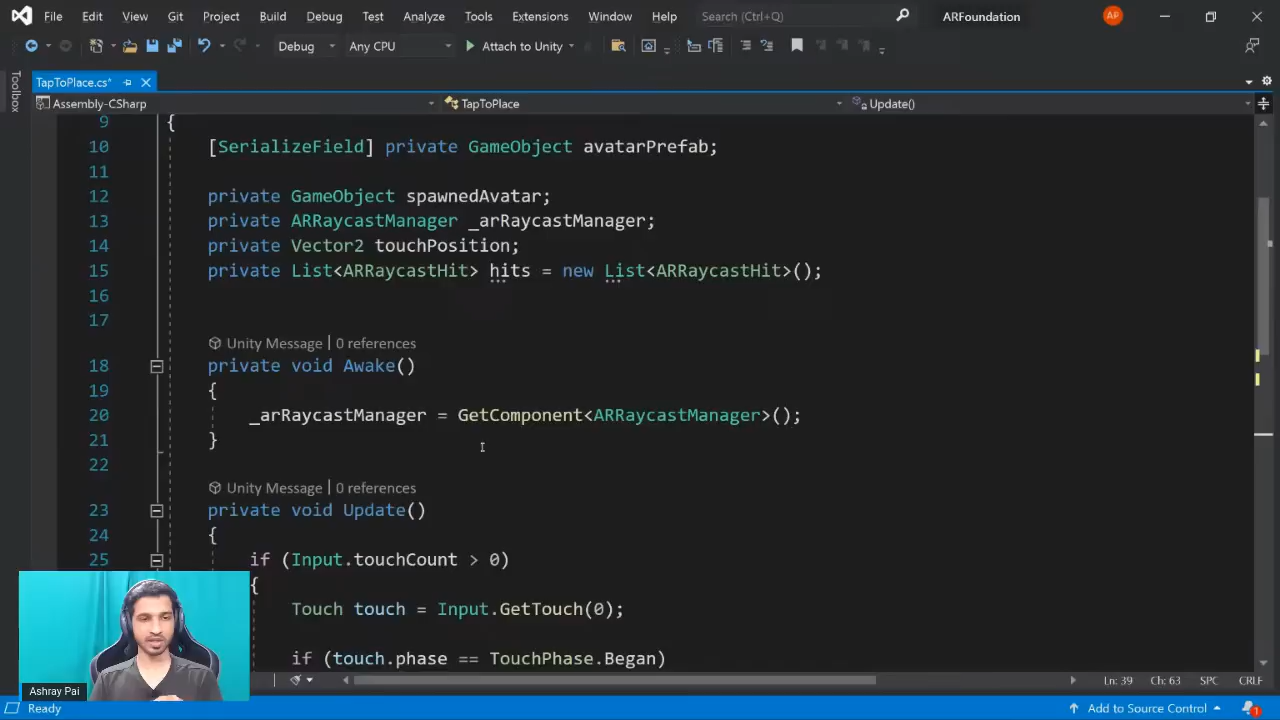 File Edit View Git Project Build Debug Test Analyze Tools Extensions Window Help Search (Ctrl+Q) ARFoundation AP
Debug Any CPU Attach to Unity
Toolbox
TapToPlace.cs*
Assembly-CSharp TapToPlace Update()
9 {
10 [SerializeField] private GameObject avatarPrefab;
11
12 private GameObject spawnedAvatar;
13 private ARRaycastManager _arRaycastManager;
14 private Vector2 touchPosition;
15 private List<ARRaycastHit> hits = new List<ARRaycastHit>();
16
17
Unity Message | 0 references
18 private void Awake()
19 {
20 _arRaycastManager = GetComponent<ARRaycastManager>();
21 }
22
Unity Message | 0 references
23 private void Update()
24 {
25 if (Input.touchCount > 0)
{
Touch touch = Input.GetTouch(0);
if (touch.phase == TouchPhase.Began)
Ln: 39 Ch: 63 SPC CRLF
Ashray Pai
Ready Add to Source Control 1